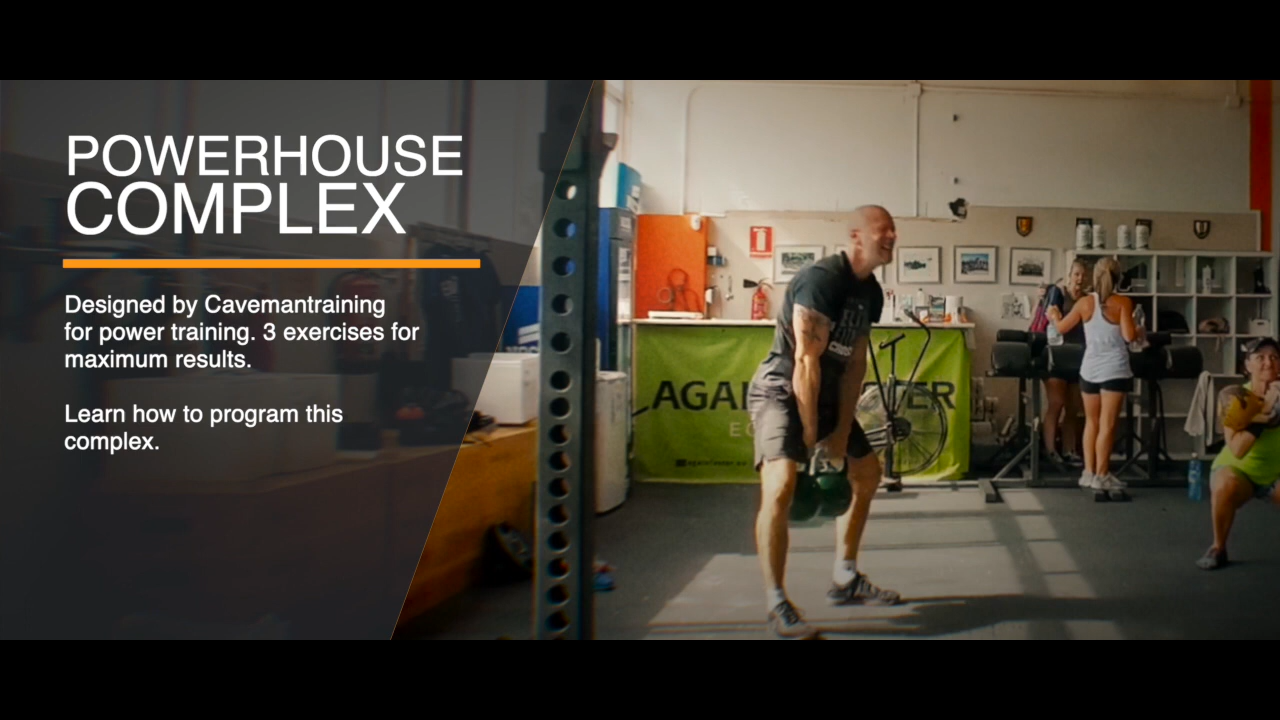 POWERHOUSE
COMPLEX
Designed by Cavemantraining
for power training. 3 exercises for
maximum results.
Learn how to program this
complex.